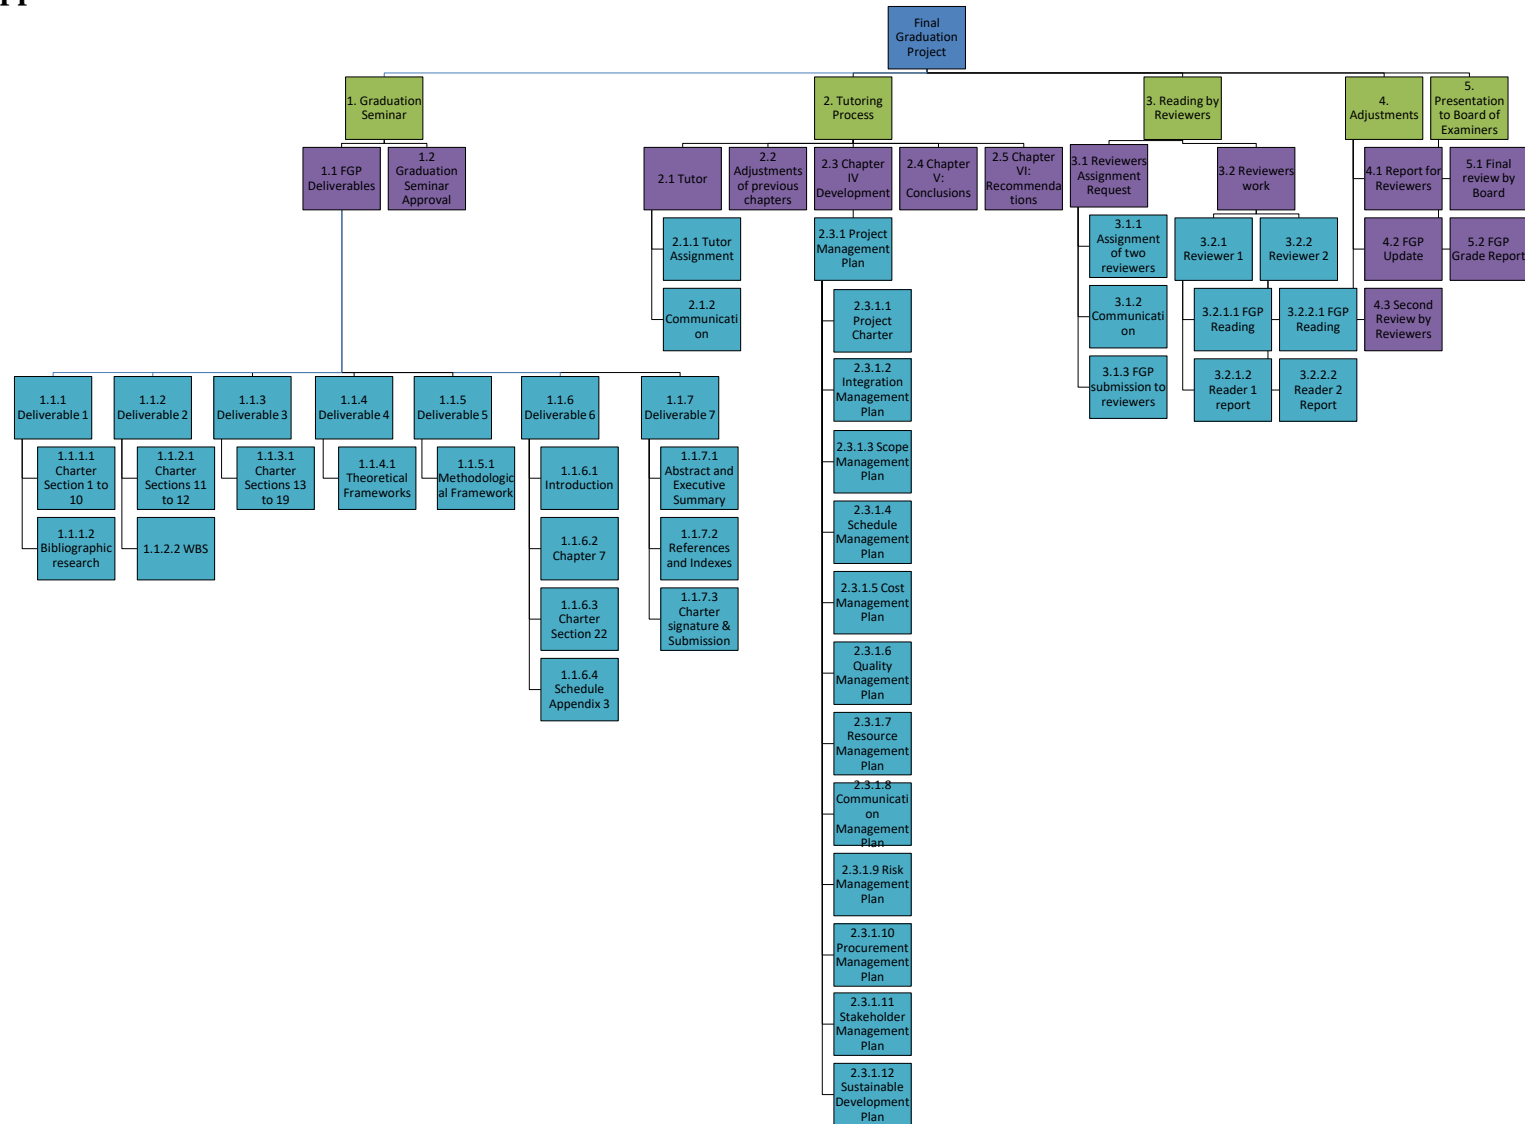 Final
Graduation
Project
1. Graduation
Seminar
2. Tutoring
Process
3. Reading by
Reviewers
4.
Adjustments
5.
Presentation
to Board of
Examiners
1.1 FGP
Deliverables
1.2
Graduation
Seminar
Approval
2.1 Tutor
2.2
Adjustments
of previous
chapters
2.3 Chapter
IV
Development
2.4 Chapter
V:
Conclusions
2.5 Chapter
VI:
Recommenda
tions
3.1 Reviewers
Assignment
Request
3.2 Reviewers
work
4.1 Report for
Reviewers
5.1 Final
review by
Board
2.1.1 Tutor
Assignment
2.3.1 Project
Management
Plan
3.1.1
Assignment
of two
reviewers
3.2.1
Reviewer 1
3.2.2
Reviewer 2
4.2 FGP
Update
5.2 FGP
Grade Report
2.1.2
Communicati
on
2.3.1.1
Project
Charter
3.1.2
Communicati
on
3.2.1.1 FGP
Reading
3.2.2.1 FGP
Reading
4.3 Second
Review by
Reviewers
2.3.1.2
Integration
Management
Plan
3.1.3 FGP
submission to
reviewers
3.2.1.2
Reader 1
report
3.2.2.2
Reader 2
Report
1.1.1
Deliverable 1
1.1.2
Deliverable 2
1.1.3
Deliverable 3
1.1.4
Deliverable 4
1.1.5
Deliverable 5
1.1.6
Deliverable 6
1.1.7
Deliverable 7
1.1.1.1
Charter
Section 1 to
10
1.1.2.1
Charter
Sections 11
to 12
1.1.3.1
Charter
Sections 13
to 19
1.1.4.1
Theoretical
Frameworks
1.1.5.1
Methodologic
al Framework
1.1.6.1
Introduction
1.1.7.1
Abstract and
Executive
Summary
2.3.1.3 Scope
Management
Plan
1.1.1.2
Bibliographic
research
1.1.2.2 WBS
1.1.6.2
Chapter 7
1.1.7.2
References
and Indexes
2.3.1.4
Schedule
Management
Plan
1.1.6.3
Charter
Section 22
1.1.7.3
Charter
signature &
Submission
2.3.1.5 Cost
Management
Plan
1.1.6.4
Schedule
Appendix 3
2.3.1.6
Quality
Management
Plan
2.3.1.7
Resource
Management
Plan
2.3.1.8
Communicati
on
Management
Plan
2.3.1.9 Risk
Management
Plan
2.3.1.10
Procurement
Management
Plan
2.3.1.11
Stakeholder
Management
Plan
2.3.1.12
Sustainable
Development
Plan